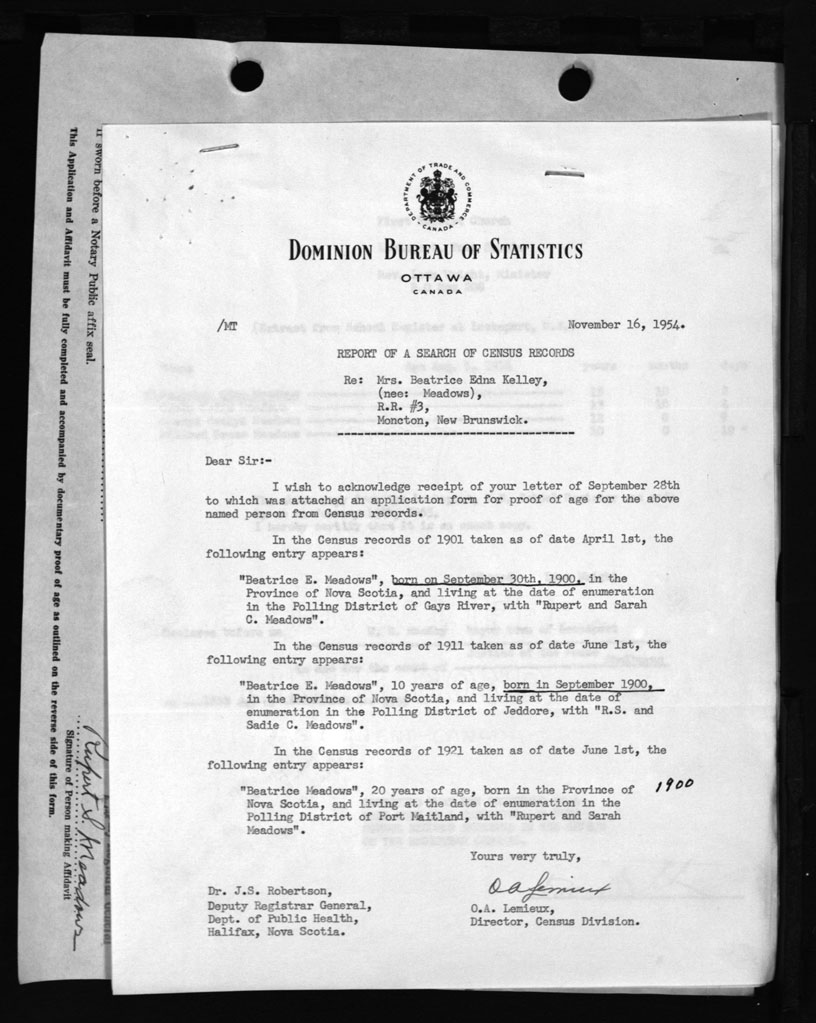 DEPARTMENT OF TRADE AND COMMERCE
CANADA
DOMINION BUREAU OF STATISTICS
OTTAWA
CANADA
/MT
November 16, 1954.
REPORT OF A SEARCH OF CENSUS RECORDS
Re: Mrs. Beatrice Edna Kelley,
(nee: Meadows),
R.R. #3,
Moncton, New Brunswick.
Dear Sir:-
I wish to acknowledge receipt of your letter of September 28th
to which was attached an application form for proof of age for the above
named person from Census records.
In the Census records of 1901 taken as of date April 1st, the
following entry appears:
"Beatrice E. Meadows", born on September 30th, 1900, in the
Province of Nova Scotia, and living at the date of enumeration
in the Polling District of Gays River, with "Rupert and Sarah
C. Meadows".
In the Census records of 1911 taken as of date June 1st, the
following entry appears:
"Beatrice E. Meadows", 10 years of age, born in September 1900,
in the Province of Nova Scotia, and living at the date of
enumeration in the Polling District of Jeddore, with "R.S. and
Sadie C. Meadows".
In the Census records of 1921 taken as of date June 1st, the
following entry appears:
"Beatrice Meadows", 20 years of age, born in the Province of
Nova Scotia, and living at the date of enumeration in the
Polling District of Port Maitland, with "Rupert and Sarah
Meadows".
1900
Yours very truly,
O A Lemieux
O.A. Lemieux,
Director, Census Division.
Dr. J.S. Robertson,
Deputy Registrar General,
Dept. of Public Health,
Halifax, Nova Scotia.
If sworn before a Notary Public affix seal.
Rupert S Meadows
Signature of Person making Affidavit
This Application and Affidavit must be fully completed and accompanied by documentary proof of age as outlined on the reverse side of this form.